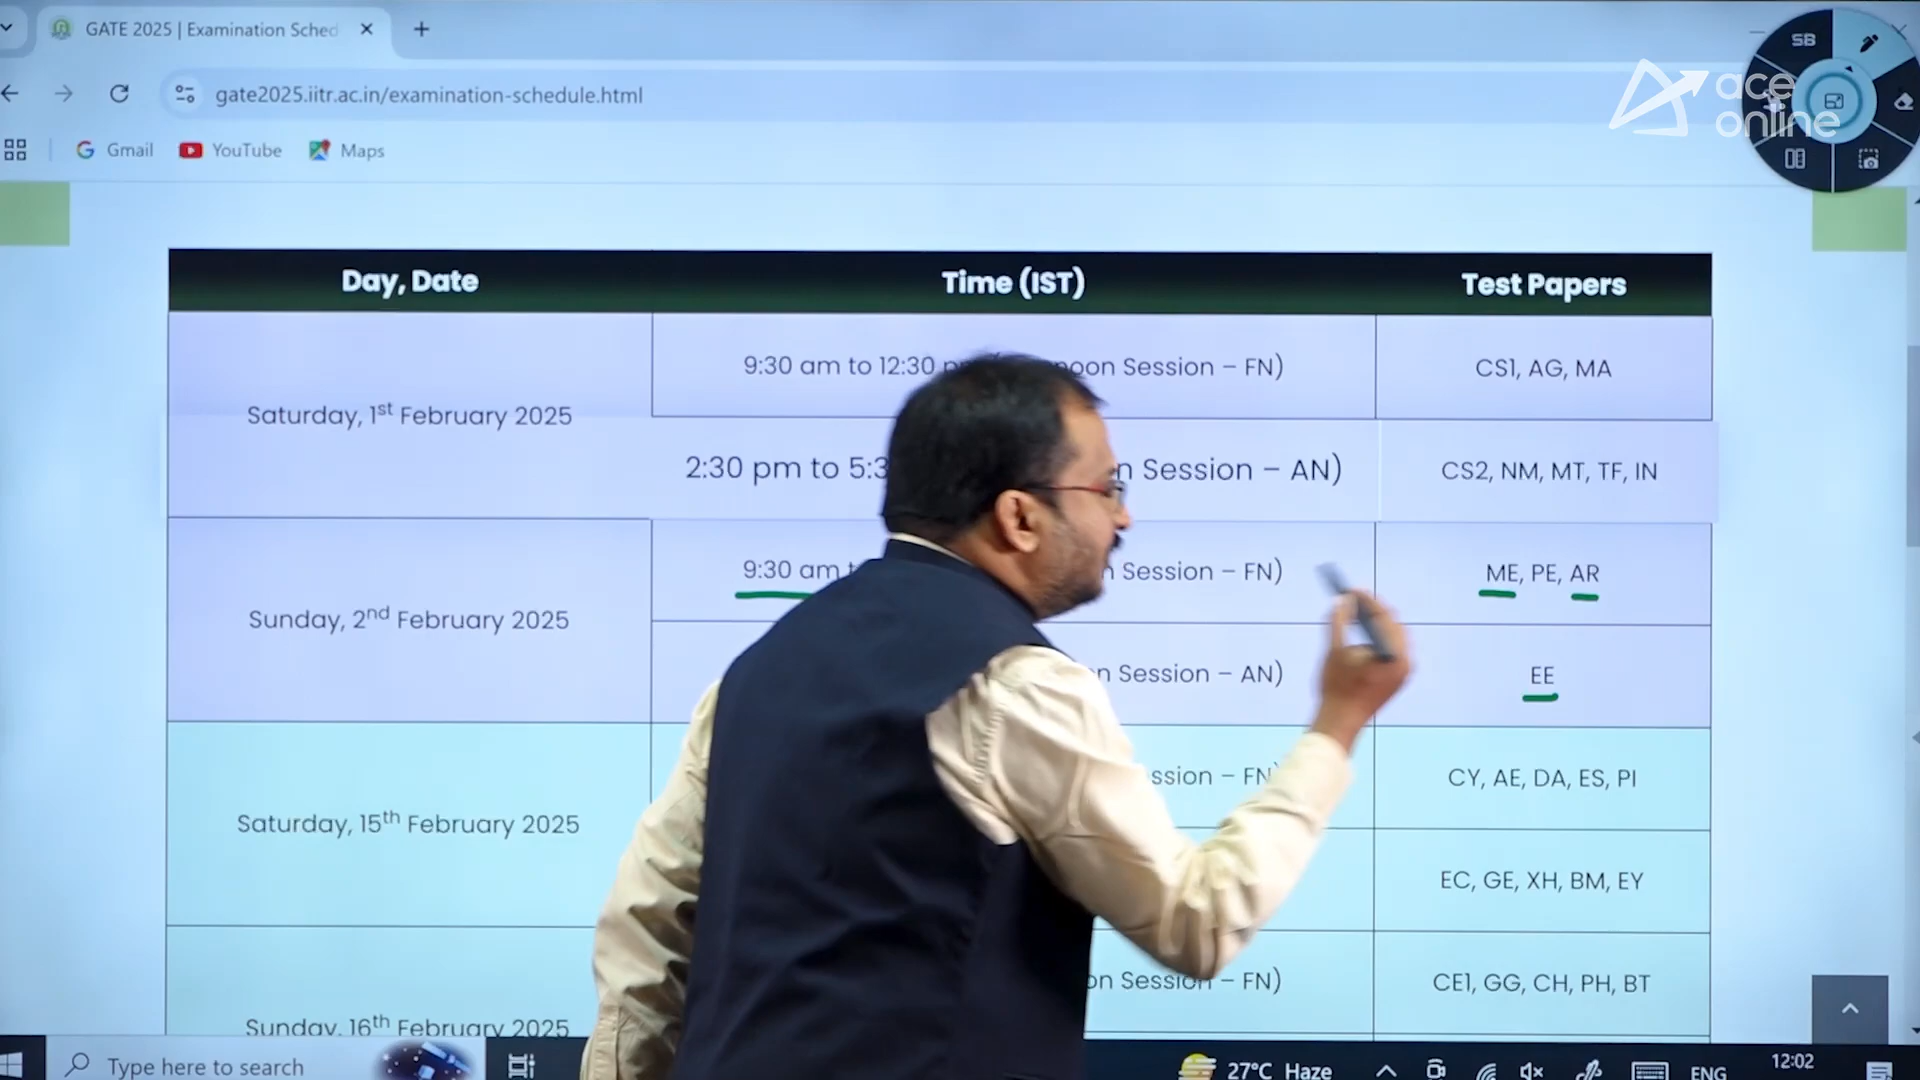 GATE 2025 | Examination Sched
gate2025.iitr.ac.in/examination-schedule.html
Gmail YouTube Maps
SB
ace
online
Day, Date Time (IST) Test Papers
Saturday, 1st February 2025
9:30 am to 12:30 noon Session – FN) CS1, AG, MA
2:30 pm to 5:3 Session – AN) CS2, NM, MT, TF, IN
Sunday, 2nd February 2025
9:30 am Session – FN) ME, PE, AR
Session – AN) EE
Saturday, 15th February 2025
ssion – FN) CY, AE, DA, ES, PI
EC, GE, XH, BM, EY
Sunday, 16th February 2025
on Session – FN) CE1, GG, CH, PH, BT
Type here to search
27°C Haze
ENG
12:02